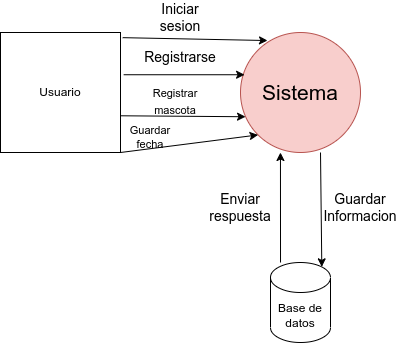 Iniciar
sesion
Registrarse
Usuario
Registrar
mascota
Sistema
Guardar
fecha
Enviar
respuesta
Guardar
Informacion
Base de
datos